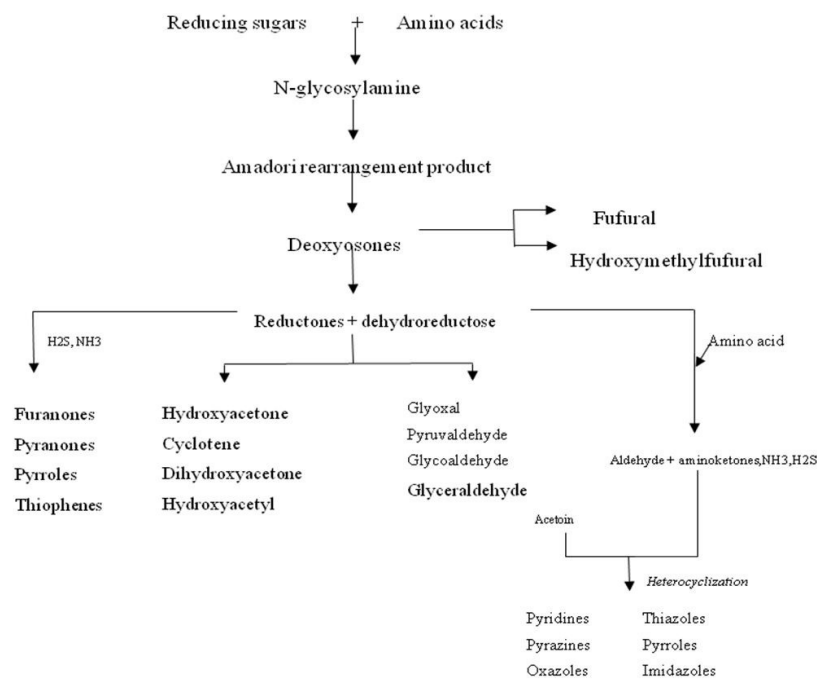 Reducing sugars + Amino acids
N-glycosylamine
Amadori rearrangement product
Deoxyosones
Fufural
Hydroxymethylfufural
Reductones + dehydroreductose
H2S, NH3
Amino acid
Furanones
Pyranones
Pyrroles
Thiophenes
Hydroxyacetone
Cyclotene
Dihydroxyacetone
Hydroxyacetyl
Glyoxal
Pyruvaldehyde
Glycoaldehyde
Glyceraldehyde
Aldehyde + aminoketones,NH3,H2S
Acetoin
Heterocyclization
Pyridines Thiazoles
Pyrazines Pyrroles
Oxazoles Imidazoles